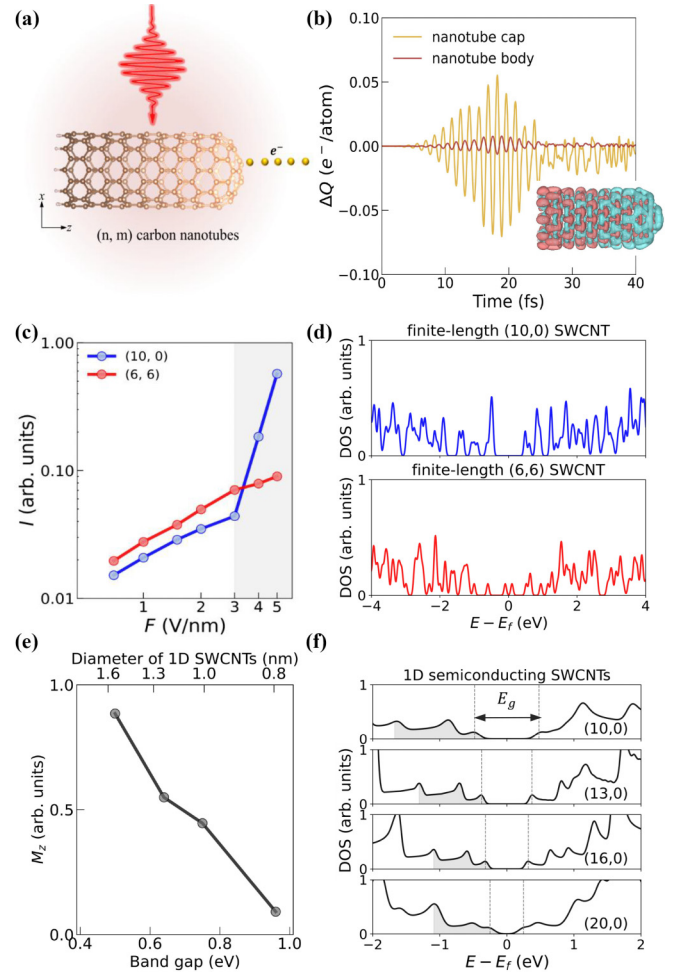 (a)
e⁻
x
z
(n, m) carbon nanotubes
(b)
nanotube cap
nanotube body
ΔQ (e⁻/atom)
0.10
0.05
0.00
−0.05
−0.10
0 10 20 30 40
Time (fs)
(c)
(10, 0)
(6, 6)
I (arb. units)
1.00
0.10
0.01
1 2 3 4 5
F (V/nm)
(d)
finite-length (10,0) SWCNT
DOS (arb. units)
1
0
finite-length (6,6) SWCNT
DOS (arb. units)
1
0
−4 −2 0 2 4
E − E_f (eV)
(e)
Diameter of 1D SWCNTs (nm)
1.6 1.3 1.0 0.8
M_z (arb. units)
1.0
0.5
0.0
0.4 0.6 0.8 1.0
Band gap (eV)
(f)
1D semiconducting SWCNTs
DOS (arb. units)
1
E_g
0
(10,0)
1
0
(13,0)
1
0
(16,0)
1
0
(20,0)
−2 −1 0 1 2
E − E_f (eV)